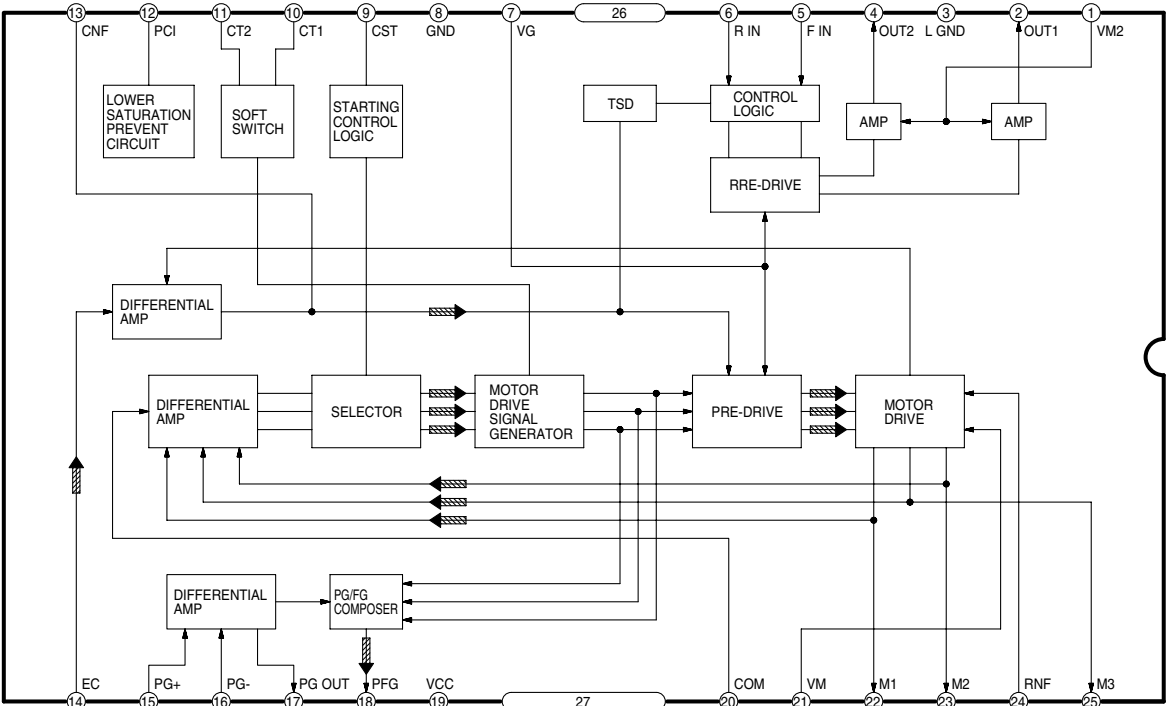 13 12 11 10 9 8 7 26 6 5 4 3 2 1
CNF PCI CT2 CT1 CST GND VG R IN F IN OUT2 L GND OUT1 VM2
LOWER
SATURATION
PREVENT
CIRCUIT
SOFT
SWITCH
STARTING
CONTROL
LOGIC
TSD
CONTROL
LOGIC
AMP
AMP
RRE-DRIVE
DIFFERENTIAL
AMP
DIFFERENTIAL
AMP
SELECTOR
MOTOR
DRIVE
SIGNAL
GENERATOR
PRE-DRIVE
MOTOR
DRIVE
DIFFERENTIAL
AMP
PG/FG
COMPOSER
EC PG+ PG- PG OUT PFG VCC COM VM M1 M2 RNF M3
14 15 16 17 18 19 27 20 21 22 23 24 25